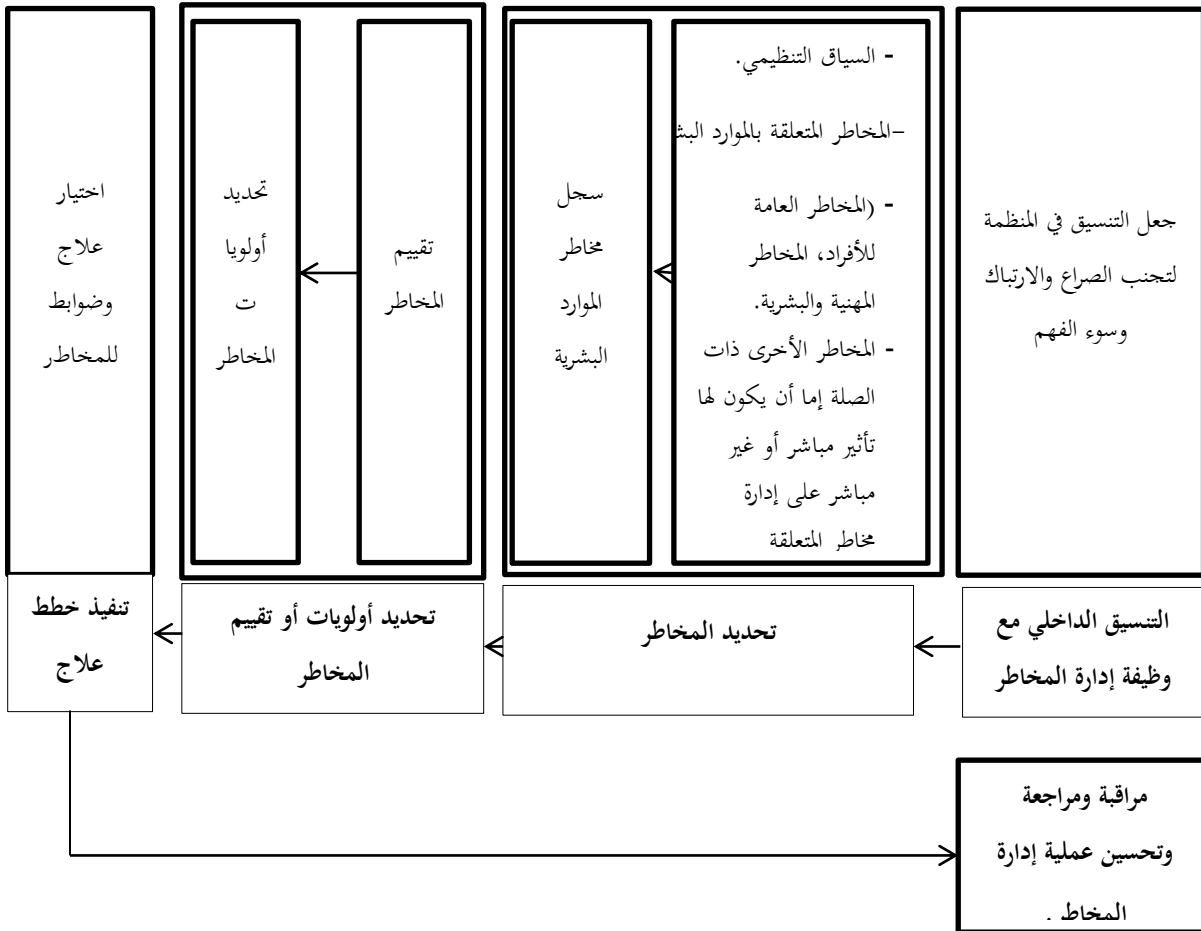 جعل التنسيق في المنظمة
لتجنب الصراع والارتباك
وسوء الفهم
- السياق التنظيمي.
-المخاطر المتعلقة بالموارد البش
- (المخاطر العامة
للأفراد، المخاطر
المهنية والبشرية.
- المخاطر الأخرى ذات
الصلة إما أن يكون لها
تأثير مباشر أو غير
مباشر على إدارة
مخاطر المتعلقة
سجل
مخاطر
الموارد
البشرية
تقييم
المخاطر
تحديد
أولويا
ت
المخاطر
اختيار
علاج
وضوابط
للمخاطر
التنسيق الداخلي مع
وظيفة إدارة المخاطر
تحديد المخاطر
تحديد أولويات أو تقييم
المخاطر
تنفيذ خطط
علاج
مراقبة ومراجعة
وتحسين عملية إدارة
المخاطر .